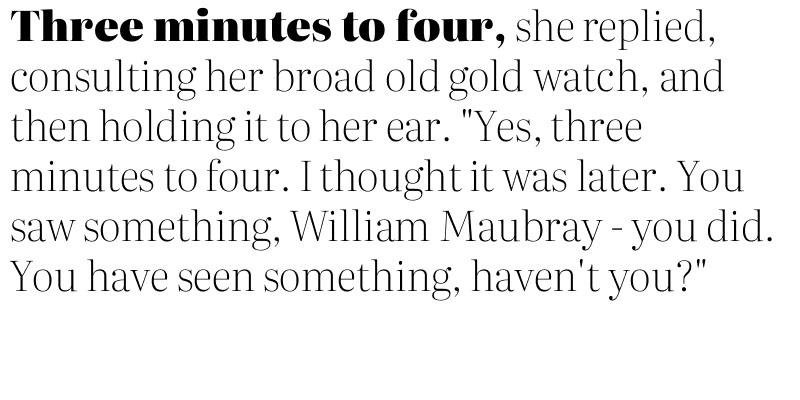 Three minutes to four, she replied,
consulting her broad old gold watch, and
then holding it to her ear. "Yes, three
minutes to four. I thought it was later. You
saw something, William Maubray - you did.
You have seen something, haven't you?"